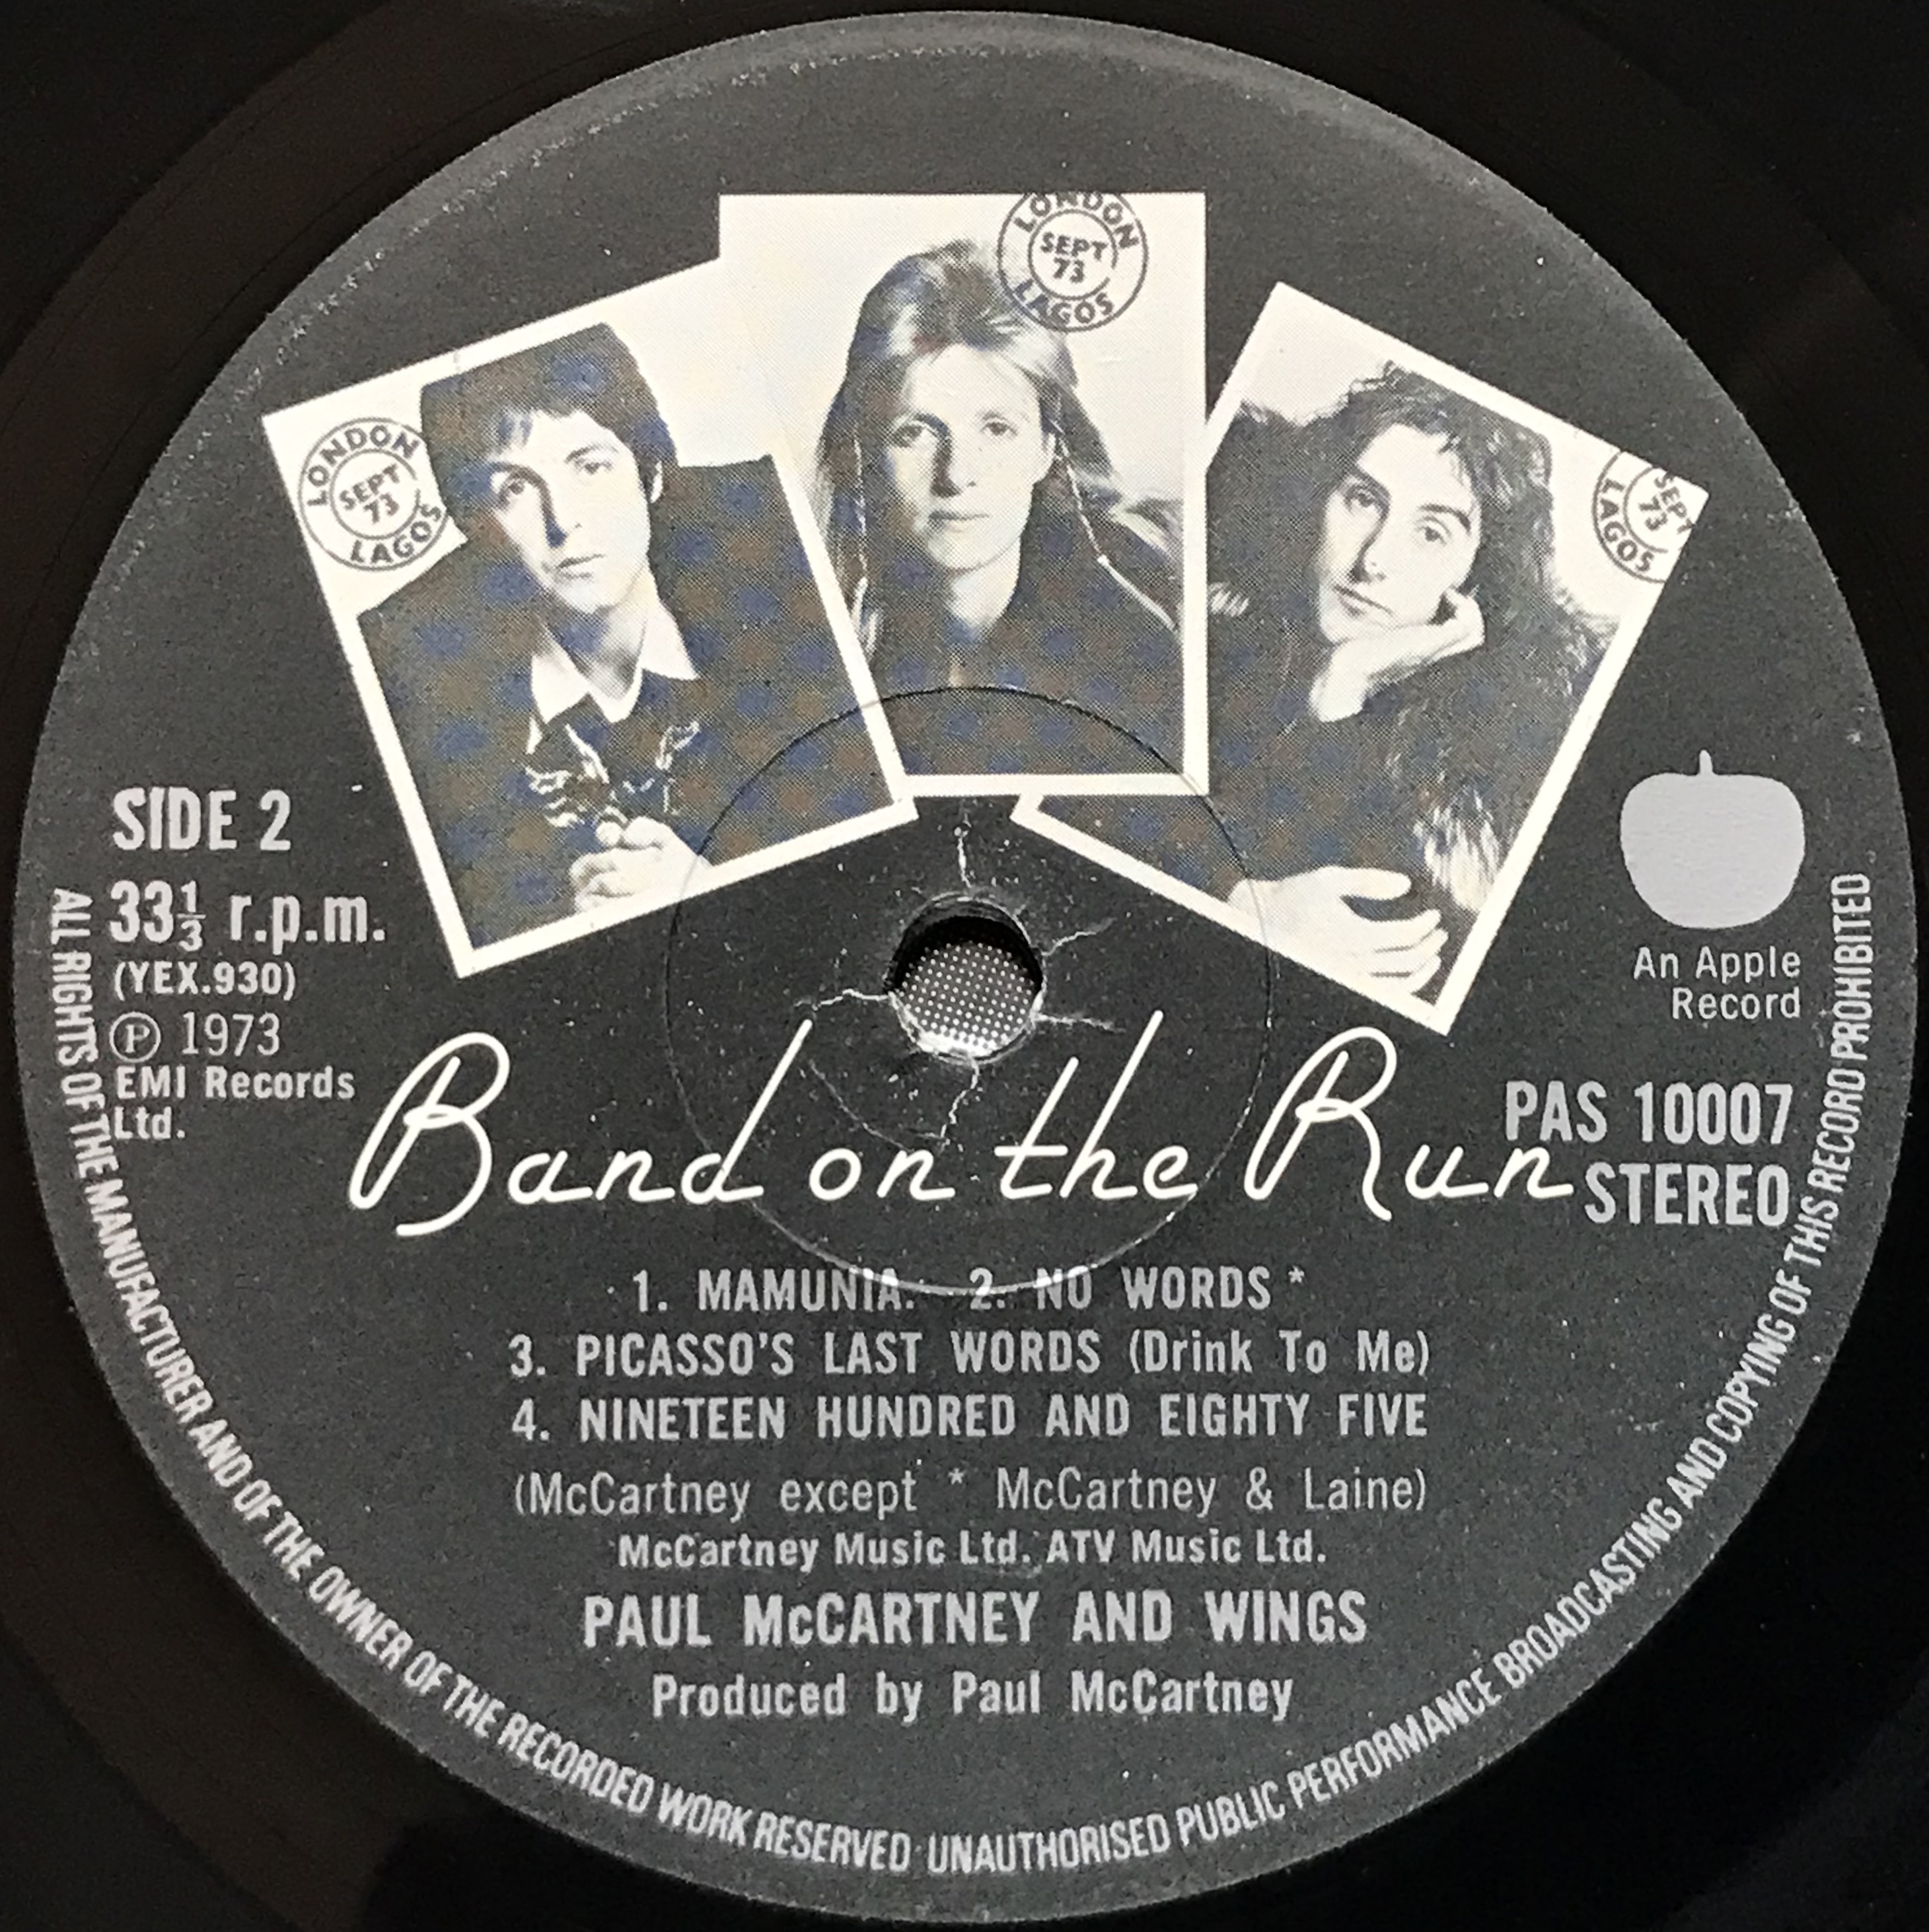 LONDON
SEPT
73
LAGOS
LONDON
SEPT
73
LAGOS
SEPT
73
LAGOS
SIDE 2
33⅓ r.p.m.
(YEX.930)
Ⓟ 1973
EMI Records
Ltd.
An Apple
Record
Band on the Run
PAS 10007
STEREO
1. MAMUNIA. 2. NO WORDS *
3. PICASSO'S LAST WORDS (Drink To Me)
4. NINETEEN HUNDRED AND EIGHTY FIVE
(McCartney except * McCartney & Laine)
McCartney Music Ltd. ATV Music Ltd.
PAUL McCARTNEY AND WINGS
Produced by Paul McCartney
ALL RIGHTS OF THE MANUFACTURER AND OF THE OWNER OF THE RECORDED WORK RESERVED UNAUTHORISED PUBLIC PERFORMANCE BROADCASTING AND COPYING OF THIS RECORD PROHIBITED